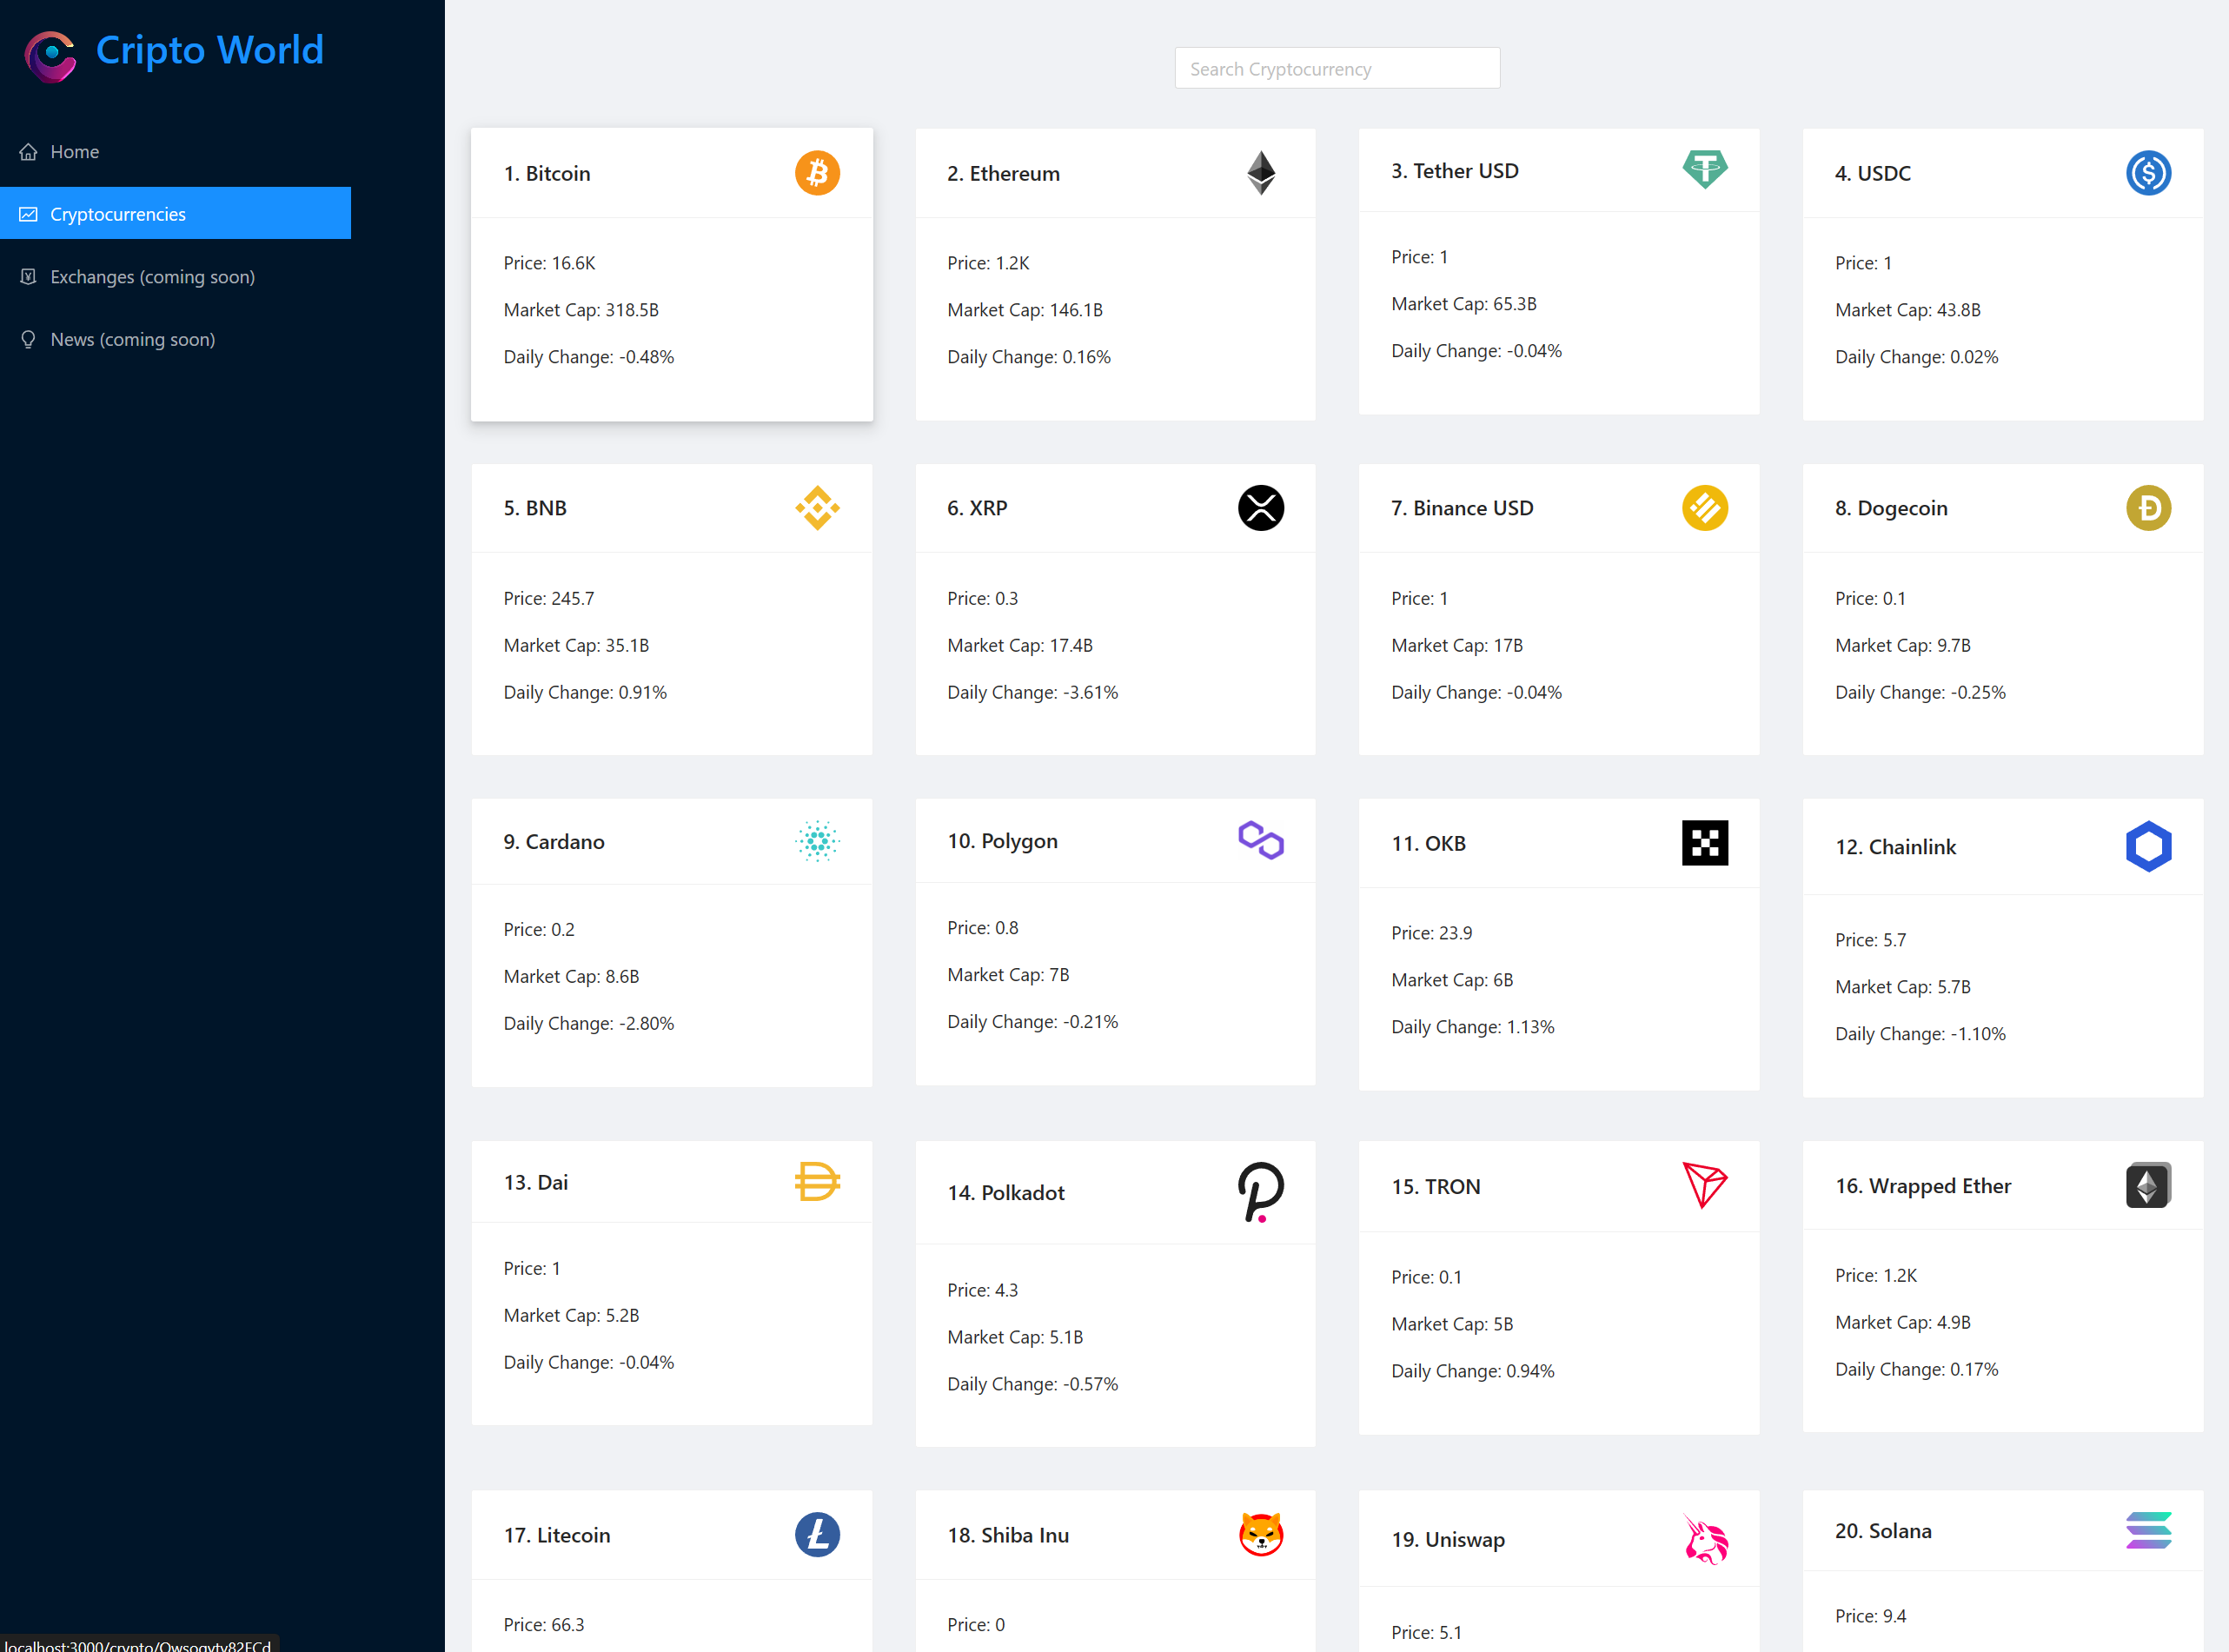 Cripto World
Home
Cryptocurrencies
Exchanges (coming soon)
News (coming soon)
Search Cryptocurrency
1. Bitcoin
Price: 16.6K
Market Cap: 318.5B
Daily Change: -0.48%
2. Ethereum
Price: 1.2K
Market Cap: 146.1B
Daily Change: 0.16%
3. Tether USD
Price: 1
Market Cap: 65.3B
Daily Change: -0.04%
4. USDC
Price: 1
Market Cap: 43.8B
Daily Change: 0.02%
5. BNB
Price: 245.7
Market Cap: 35.1B
Daily Change: 0.91%
6. XRP
Price: 0.3
Market Cap: 17.4B
Daily Change: -3.61%
7. Binance USD
Price: 1
Market Cap: 17B
Daily Change: -0.04%
8. Dogecoin
Price: 0.1
Market Cap: 9.7B
Daily Change: -0.25%
9. Cardano
Price: 0.2
Market Cap: 8.6B
Daily Change: -2.80%
10. Polygon
Price: 0.8
Market Cap: 7B
Daily Change: -0.21%
11. OKB
Price: 23.9
Market Cap: 6B
Daily Change: 1.13%
12. Chainlink
Price: 5.7
Market Cap: 5.7B
Daily Change: -1.10%
13. Dai
Price: 1
Market Cap: 5.2B
Daily Change: -0.04%
14. Polkadot
Price: 4.3
Market Cap: 5.1B
Daily Change: -0.57%
15. TRON
Price: 0.1
Market Cap: 5B
Daily Change: 0.94%
16. Wrapped Ether
Price: 1.2K
Market Cap: 4.9B
Daily Change: 0.17%
17. Litecoin
Price: 66.3
18. Shiba Inu
Price: 0
19. Uniswap
Price: 5.1
20. Solana
Price: 9.4